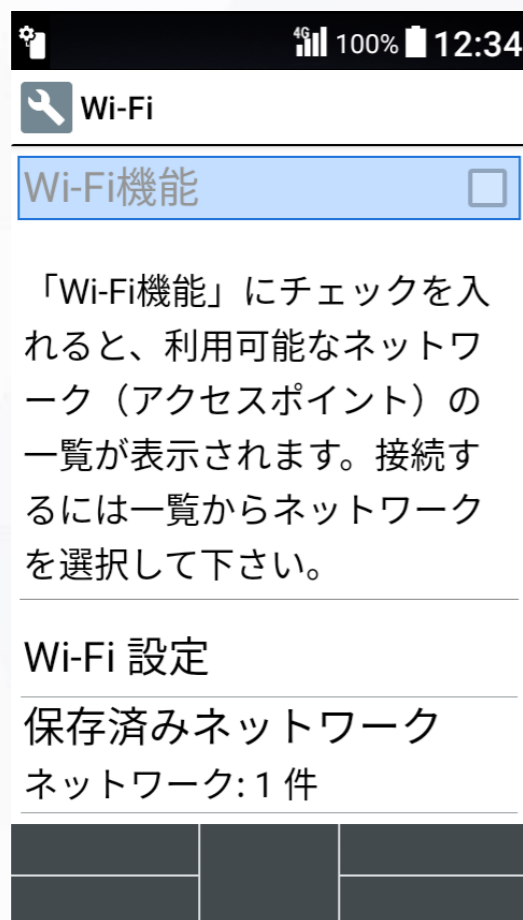 4G 100% 12:34
Wi-Fi
Wi-Fi機能
「Wi-Fi機能」にチェックを入
れると、利用可能なネットワ
ーク（アクセスポイント）の
一覧が表示されます。接続す
るには一覧からネットワーク
を選択して下さい。
Wi-Fi 設定
保存済みネットワーク
ネットワーク: 1 件